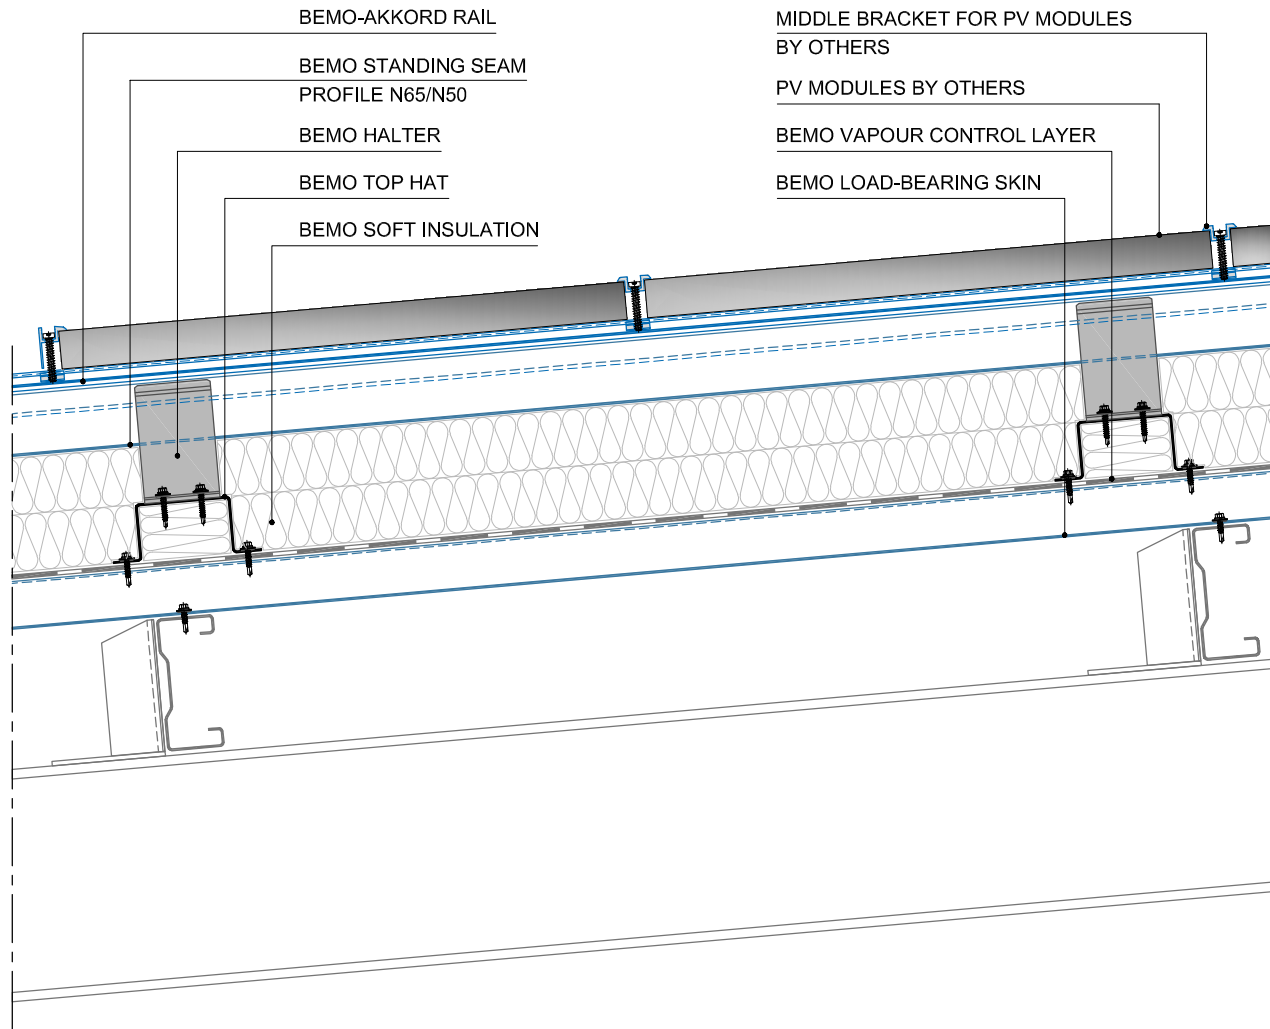 BEMO-AKKORD RAIL
BEMO STANDING SEAM
PROFILE N65/N50
BEMO HALTER
BEMO TOP HAT
BEMO SOFT INSULATION
MIDDLE BRACKET FOR PV MODULES
BY OTHERS
PV MODULES BY OTHERS
BEMO VAPOUR CONTROL LAYER
BEMO LOAD-BEARING SKIN